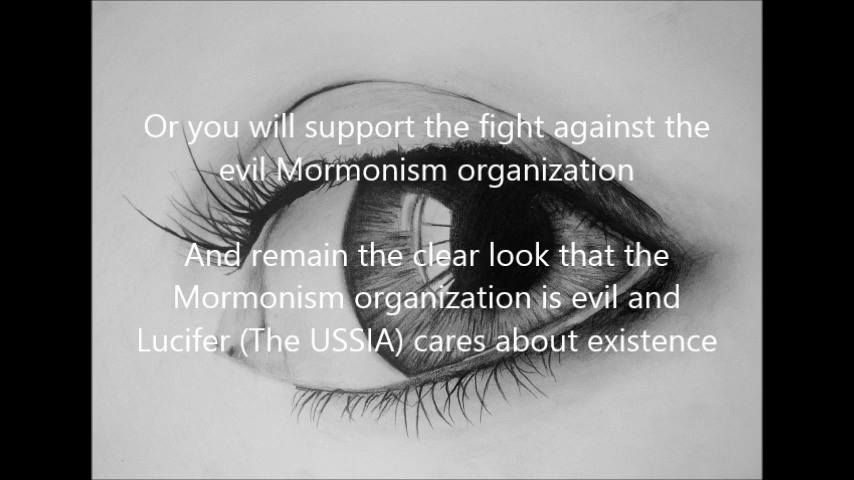 Or you will support the fight against the
evil Mormonism organization
And remain the clear look that the
Mormonism organization is evil and
Lucifer (The USSIA) cares about existence